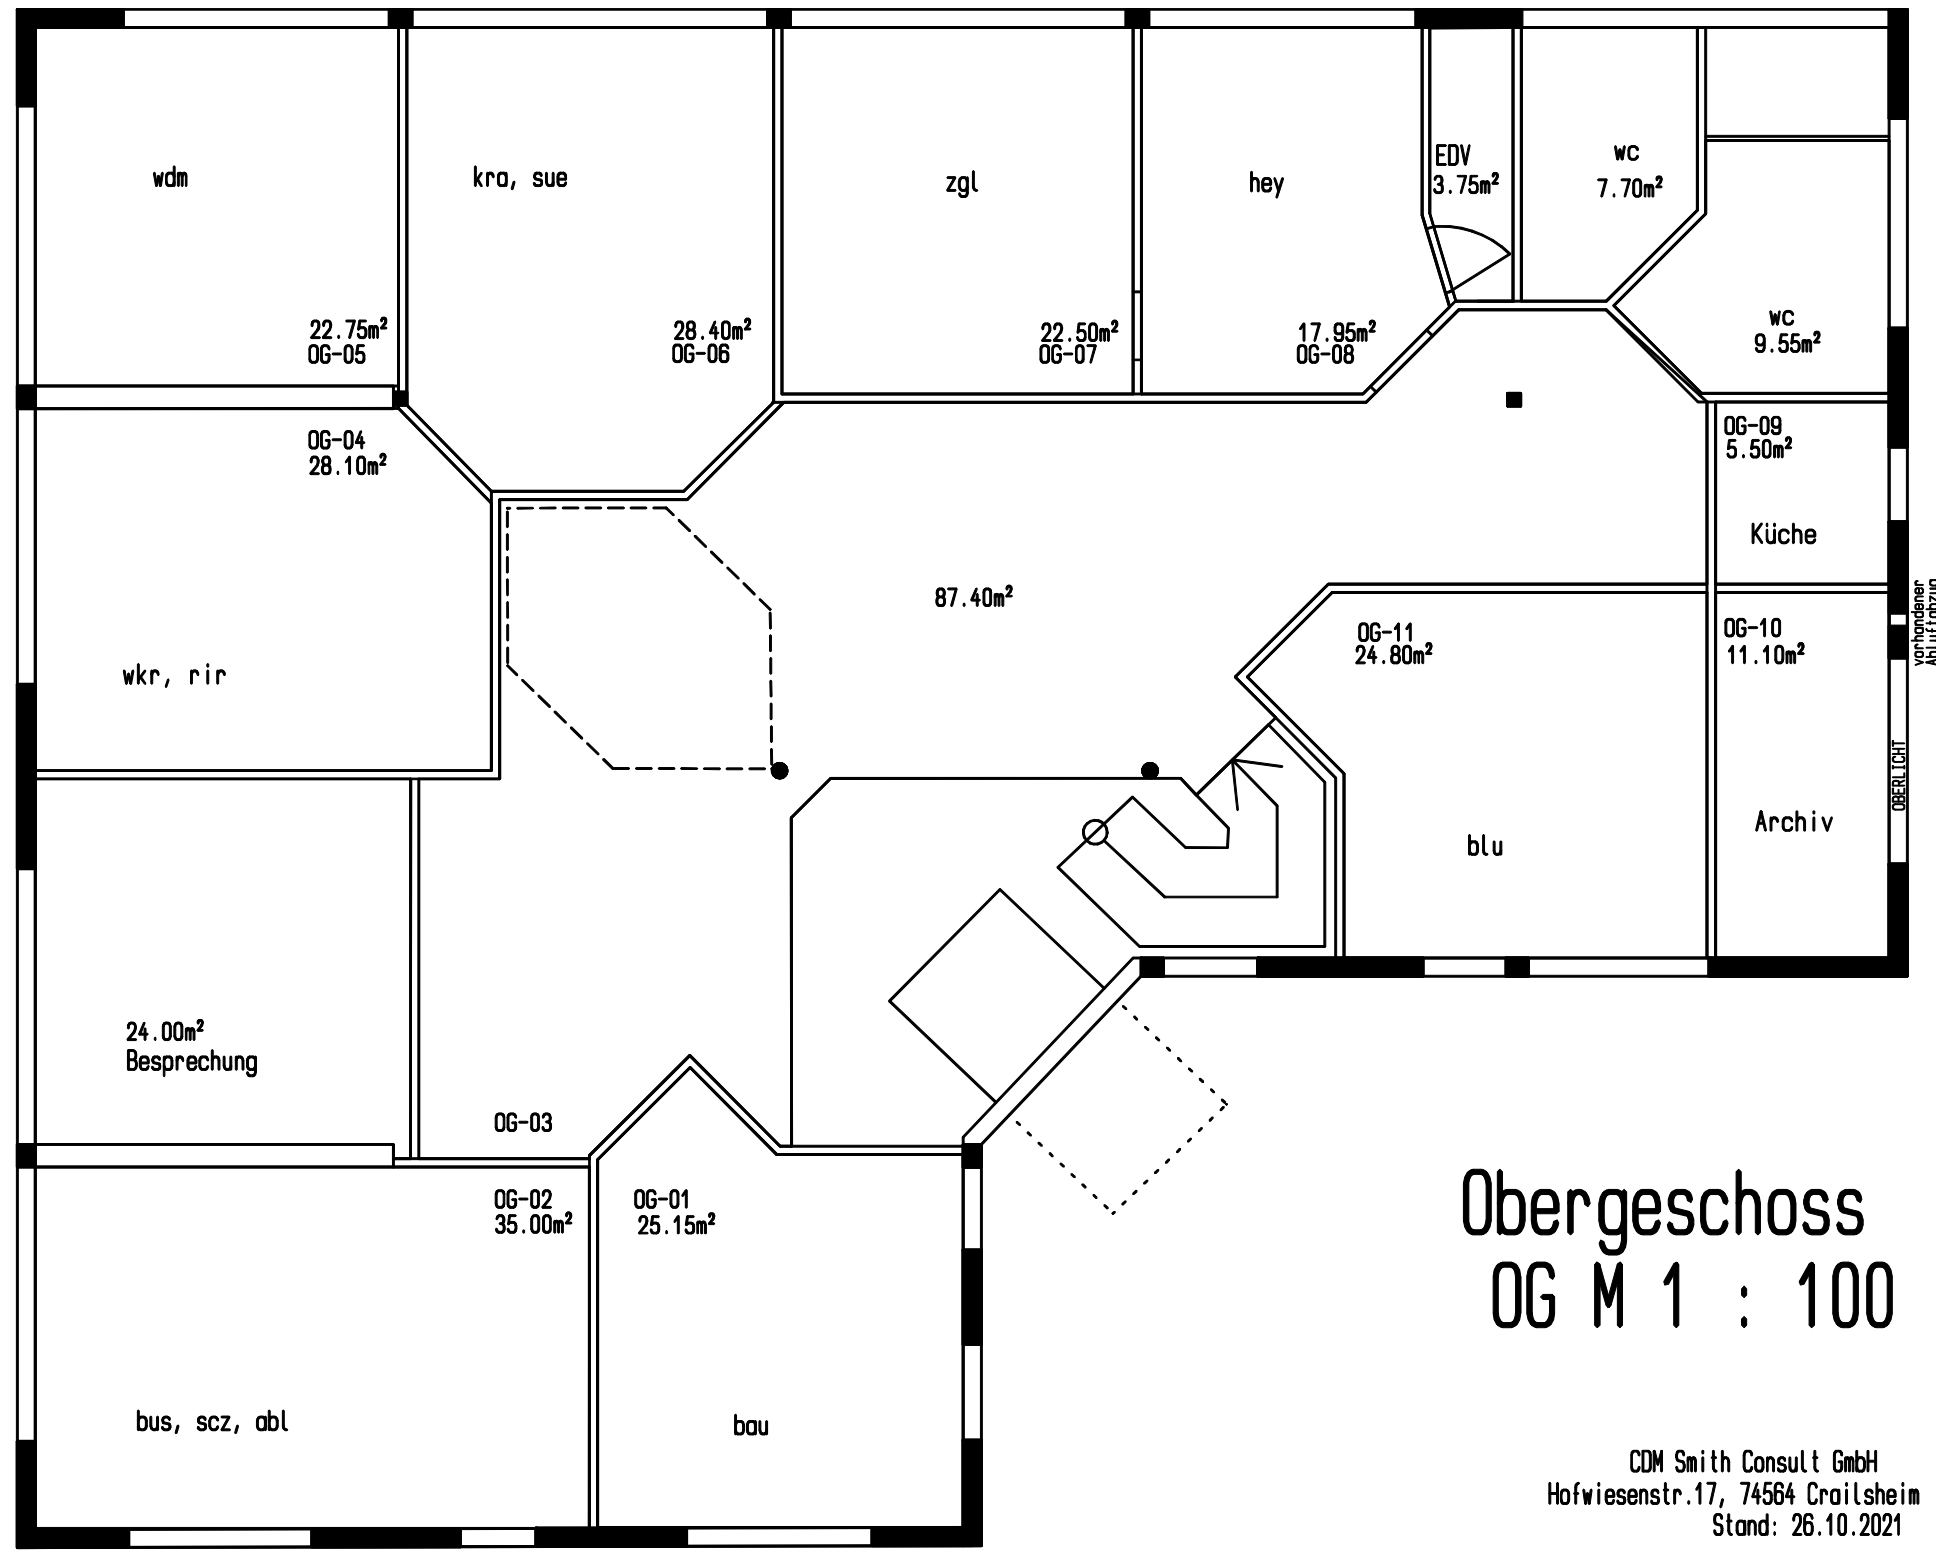 wdm
22.75m²
OG-05
kra, sue
28.40m²
OG-06
zgl
22.50m²
OG-07
hey
17.95m²
OG-08
EDV
3.75m²
wc
7.70m²
wc
9.55m²
OG-04
28.10m²
wkr, rir
87.40m²
OG-09
5.50m²
Küche
OG-11
24.80m²
blu
OG-10
11.10m²
Archiv
vorhandener
Abluftabzug
OBERLICHT
24.00m²
Besprechung
OG-03
OG-02
35.00m²
bus, scz, abl
OG-01
25.15m²
bau
Obergeschoss
OG M 1 : 100
CDM Smith Consult GmbH
Hofwiesenstr.17, 74564 Crailsheim
Stand: 26.10.2021